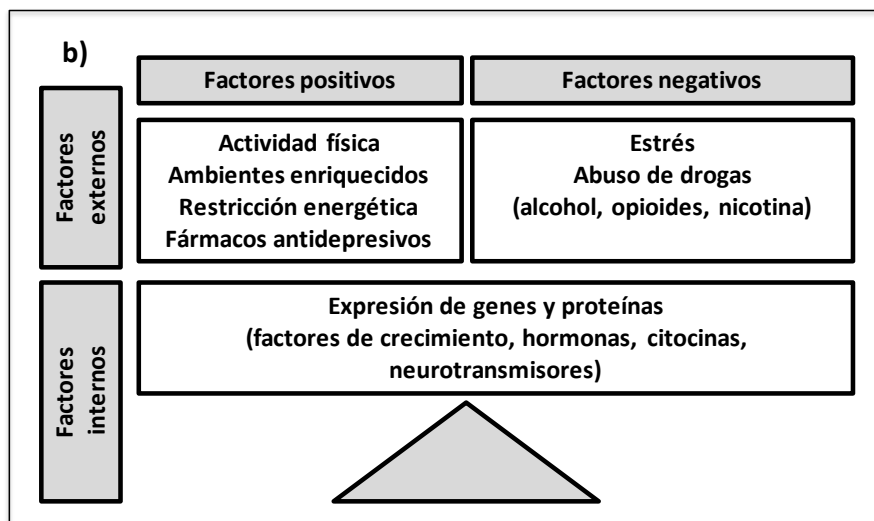 b)
Factores positivos
Factores negativos
Factores
externos
Actividad física
Ambientes enriquecidos
Restricción energética
Fármacos antidepresivos
Estrés
Abuso de drogas
(alcohol, opioides, nicotina)
Factores
internos
Expresión de genes y proteínas
(factores de crecimiento, hormonas, citocinas,
neurotransmisores)